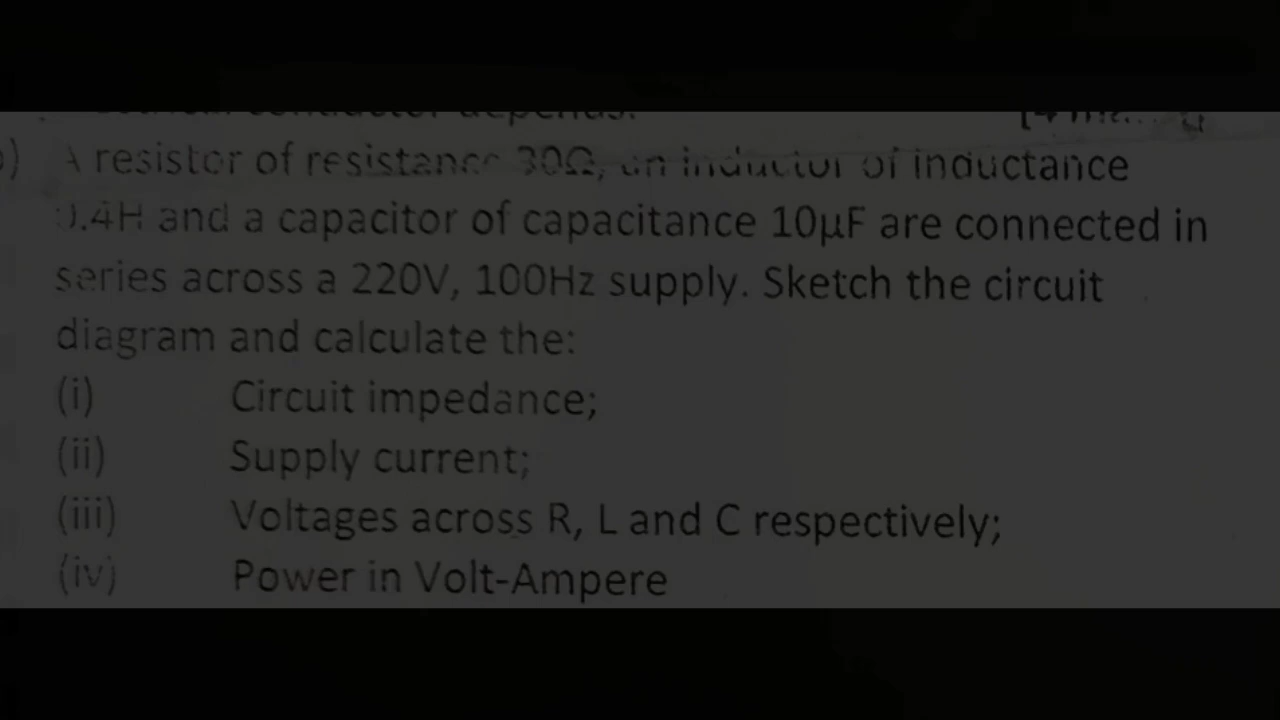 A resistor of resistance 30Ω, an inductor of inductance
0.4H and a capacitor of capacitance 10µF are connected in
series across a 220V, 100Hz supply. Sketch the circuit
diagram and calculate the:
(i) Circuit impedance;
(ii) Supply current;
(iii) Voltages across R, L and C respectively;
(iv) Power in Volt-Ampere